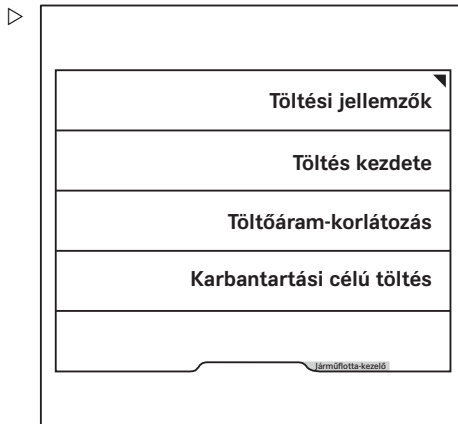 Töltési jellemzők
Töltés kezdete
Töltőáram-korlátozás
Karbantartási célú töltés
Járműflotta-kezelő